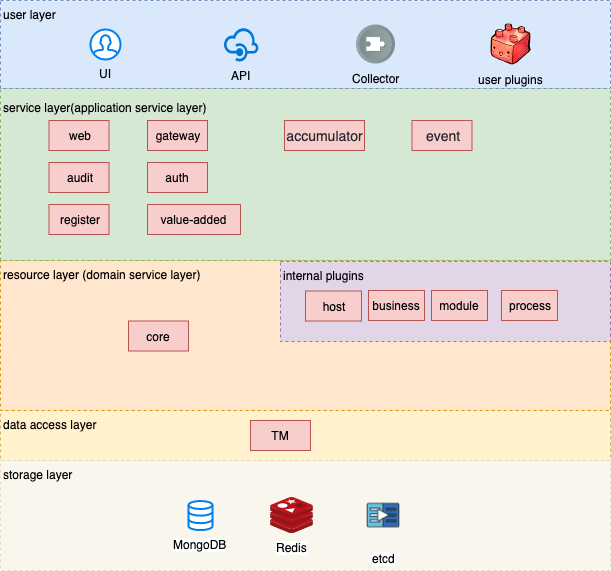 user layer
UI
API
Collector
user plugins
service layer(application service layer)
web
gateway
accumulator
event
audit
auth
register
value-added
resource layer (domain service layer)
internal plugins
host
business
module
process
core
data access layer
TM
storage layer
MongoDB
Redis
etcd